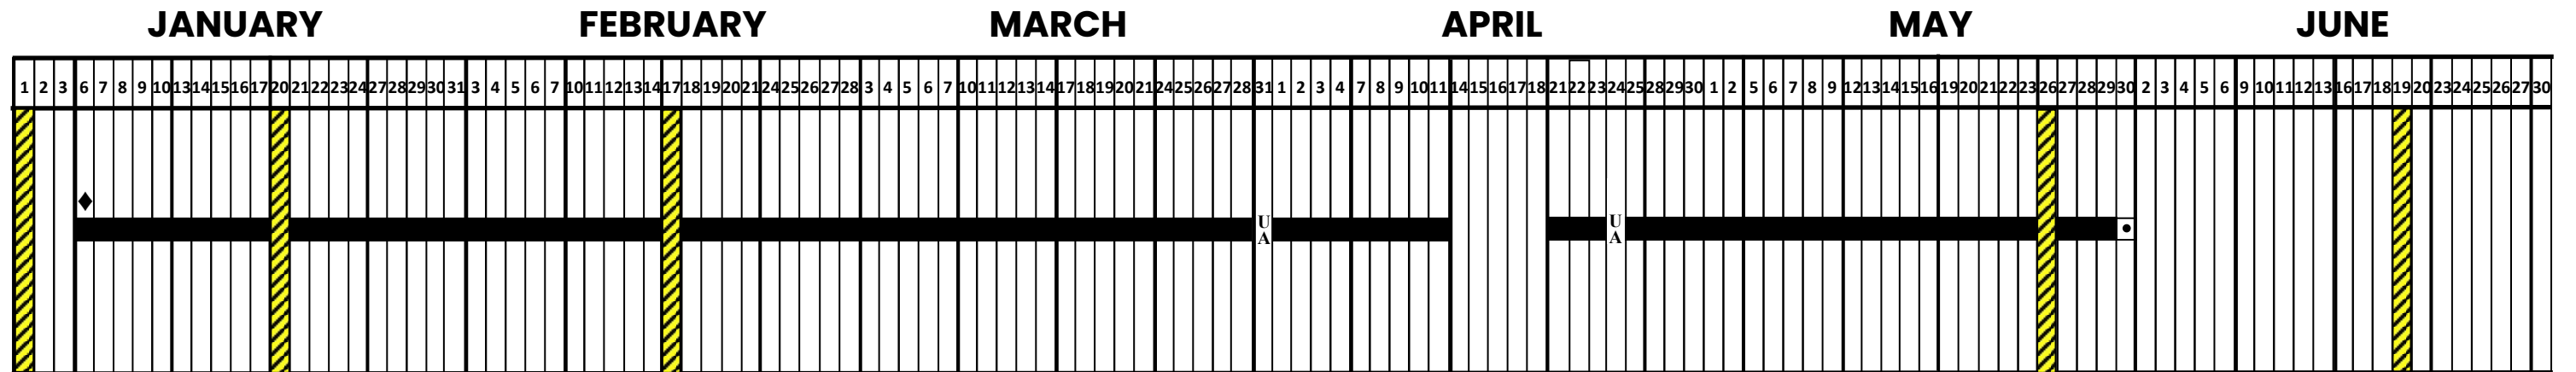 JANUARY FEBRUARY MARCH APRIL MAY JUNE
1 2 3 6 7 8 9 10 13 14 15 16 17 20 21 22 23 24 27 28 29 30 31 3 4 5 6 7 10 11 12 13 14 17 18 19 20 21 24 25 26 27 28 3 4 5 6 7 10 11 12 13 14 17 18 19 20 21 24 25 26 27 28 31 1 2 3 4 7 8 9 10 11 14 15 16 17 18 21 22 23 24 25 28 29 30 1 2 5 6 7 8 9 12 13 14 15 16 19 20 21 22 23 26 27 28 29 30 2 3 4 5 6 9 10 11 12 13 16 17 18 19 20 23 24 25 26 27 30
U U
A A